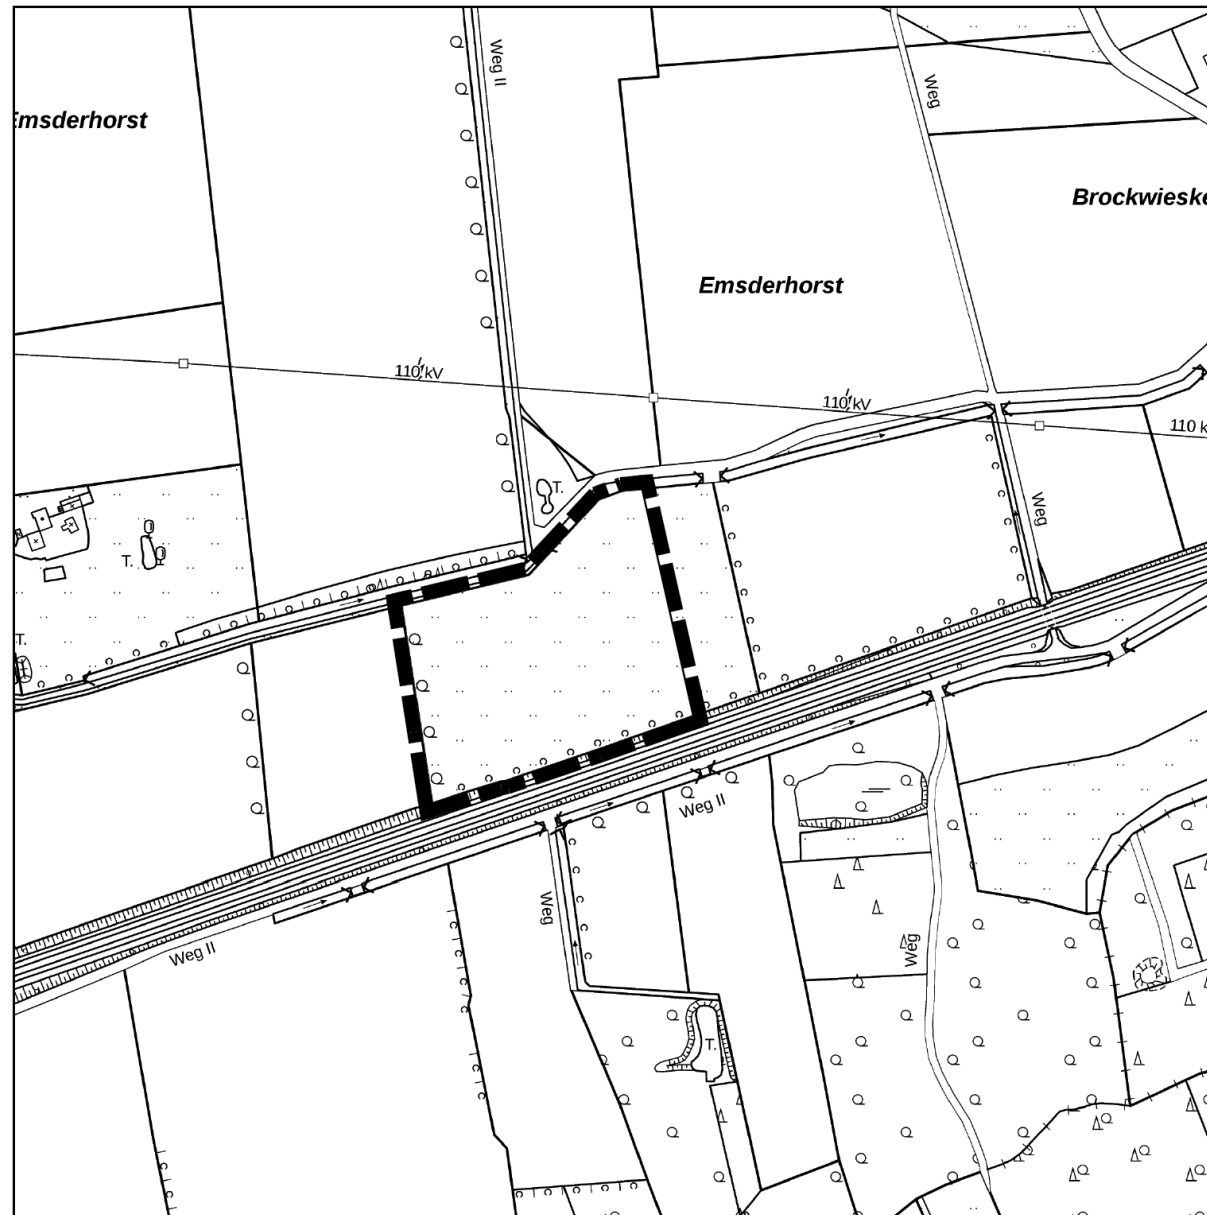 Weg II
Weg
Emsderhorst
Brockwieske
Emsderhorst
110 kV
110 kV
110 k
T.
Weg
T.
T.
Weg II
Weg
Weg
Weg II
T.